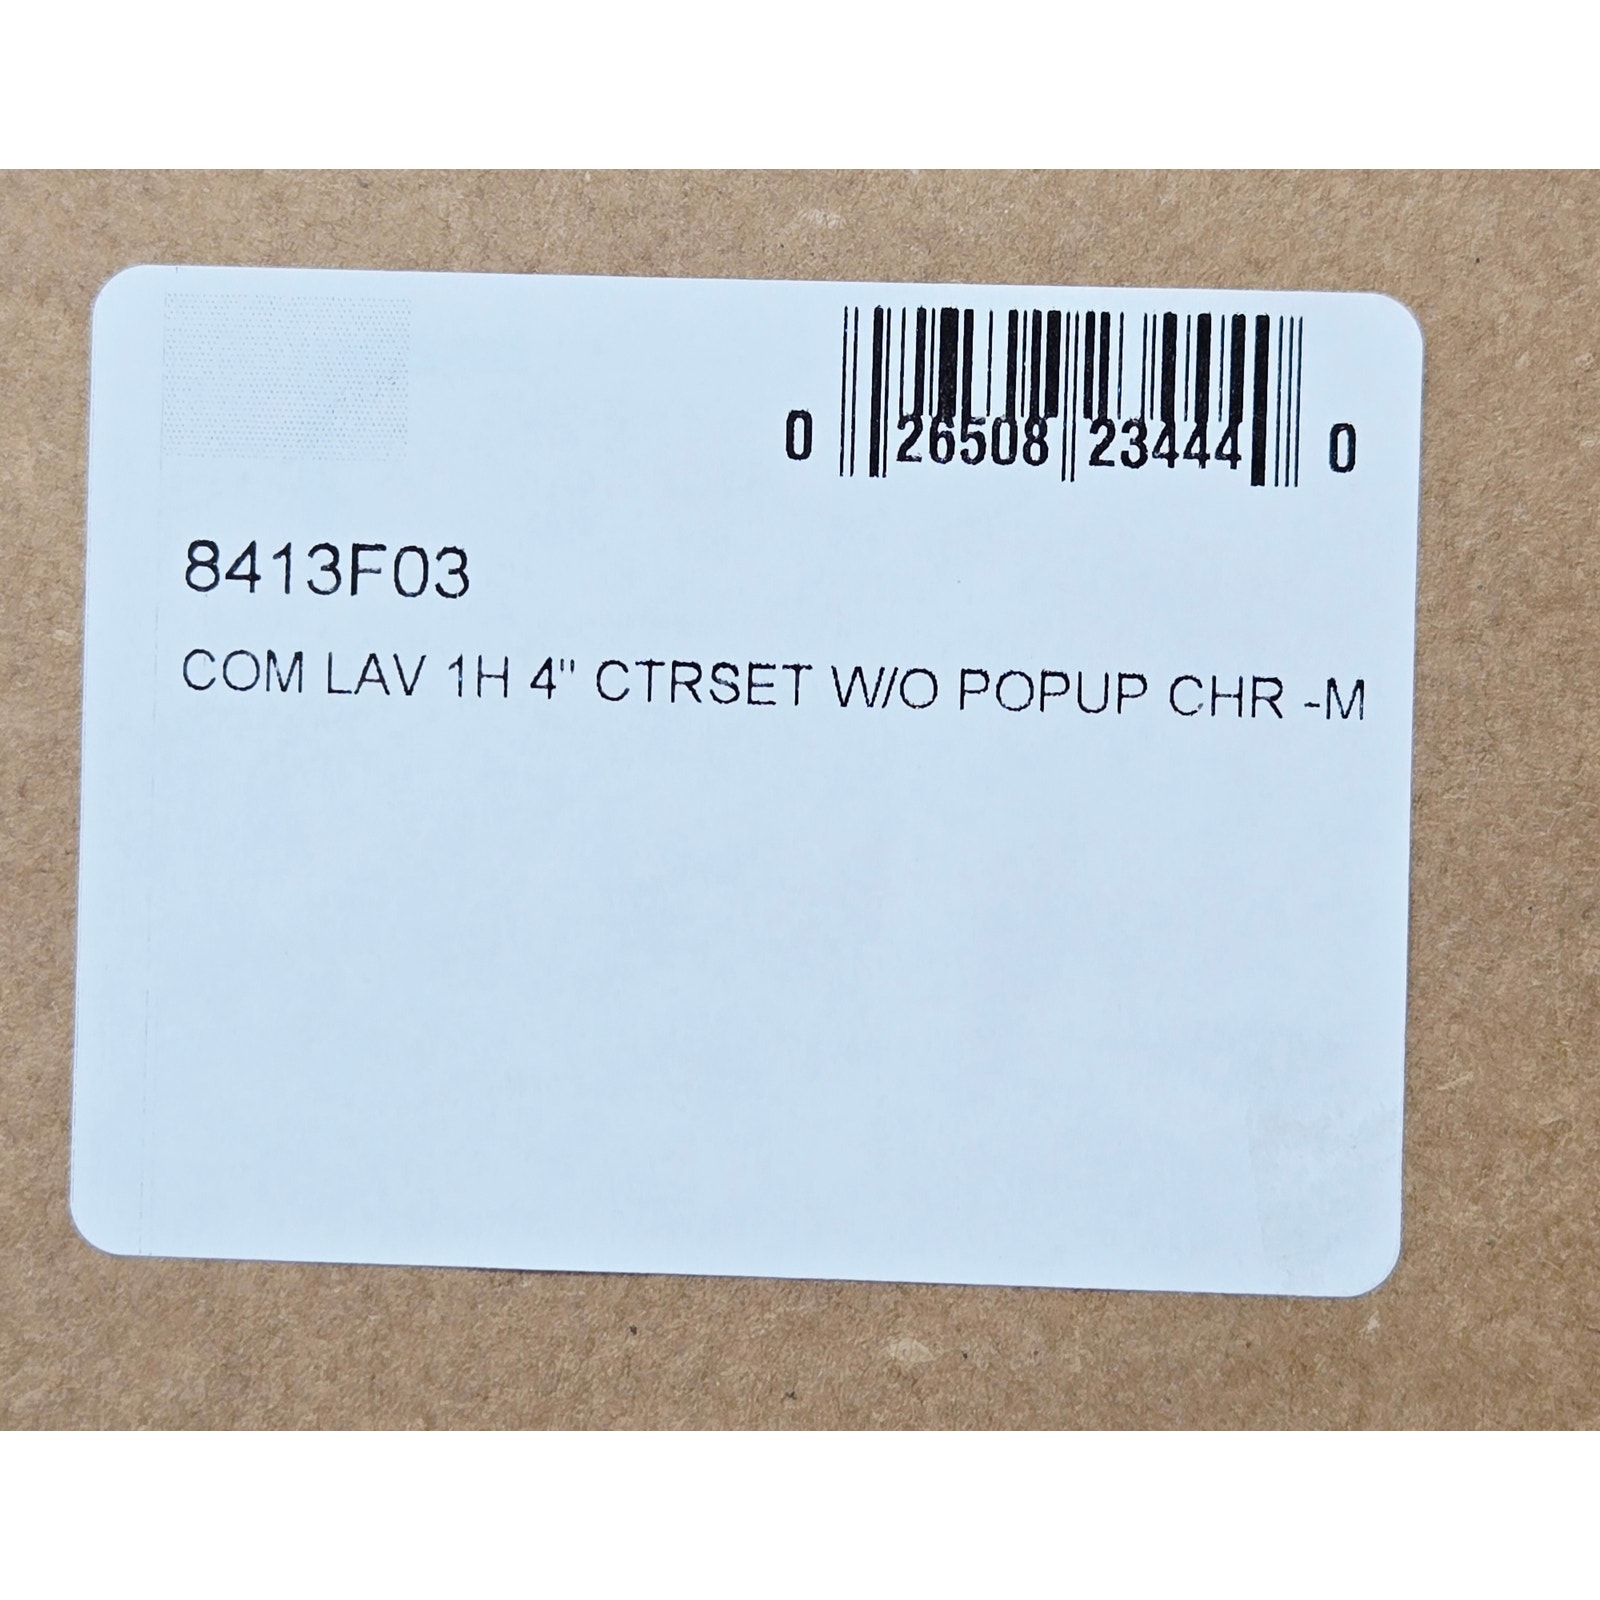 0 26508 23444 0
8413F03
COM LAV 1H 4" CTRSET W/O POPUP CHR -M